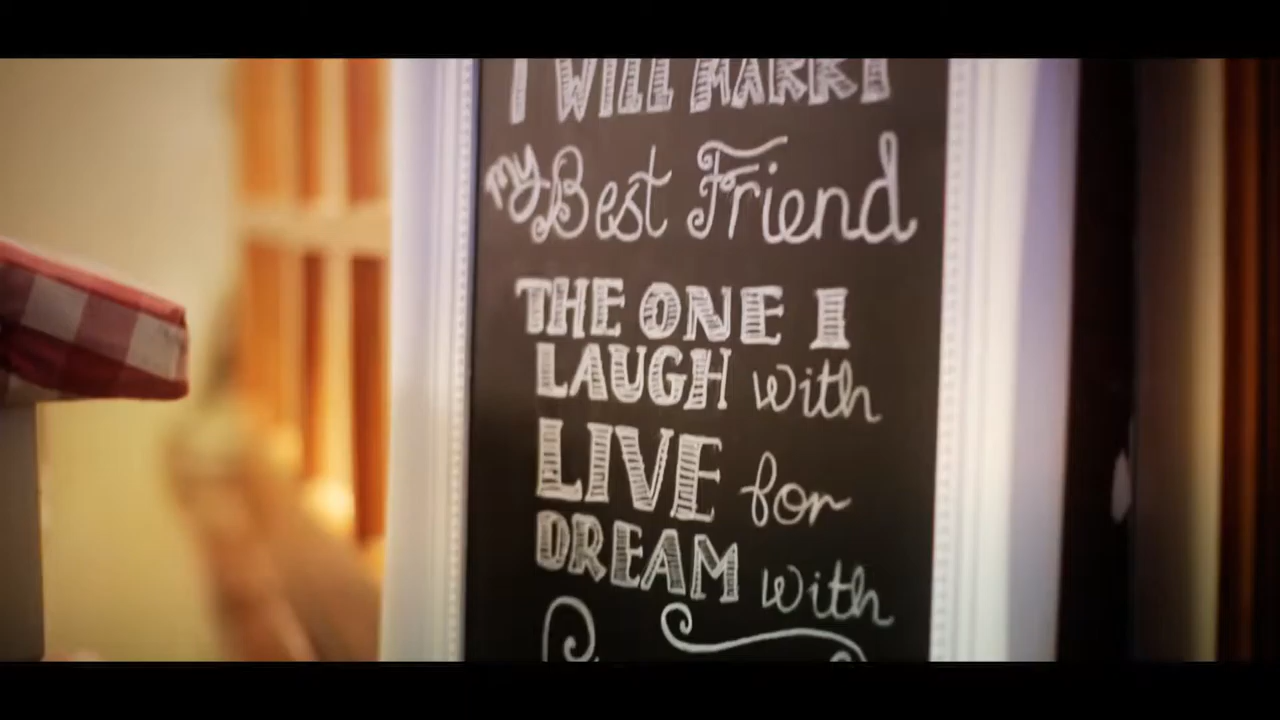 I WILL MARRY
my Best Friend
THE ONE I
LAUGH with
LIVE for
DREAM with